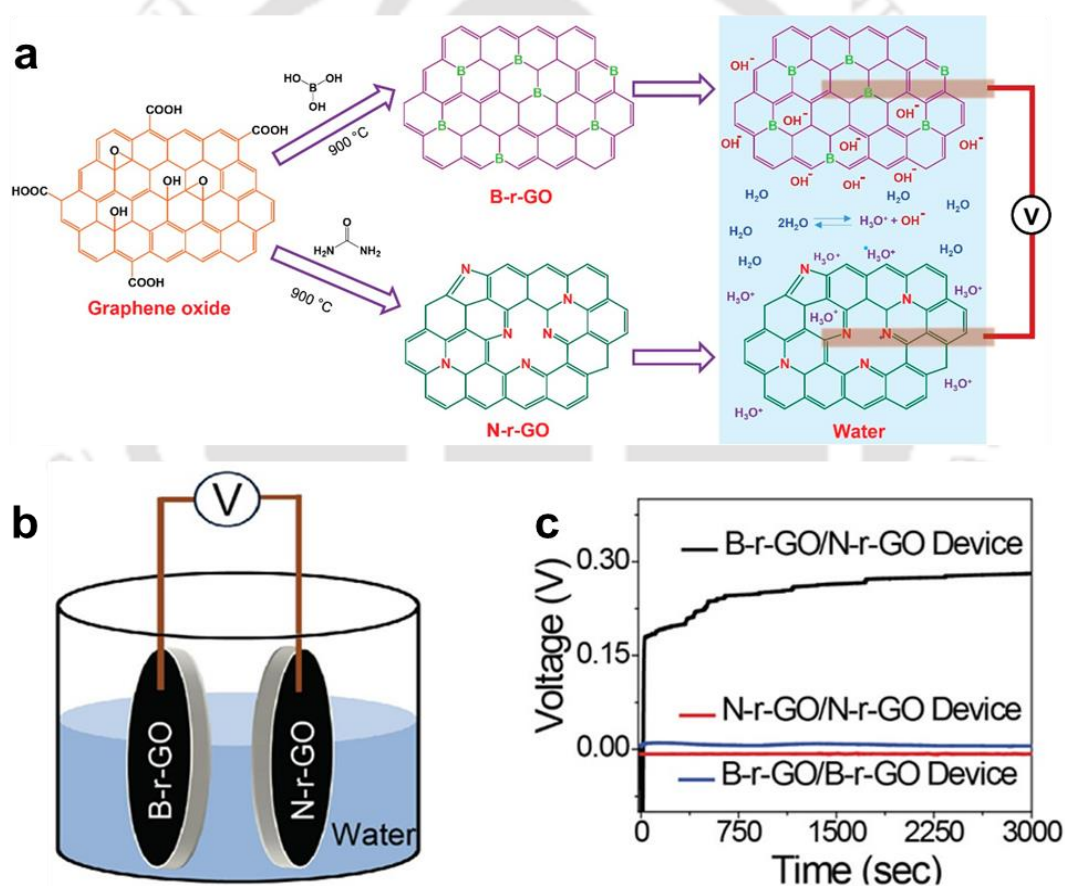 a
HO OH
B
OH
900 °C
COOH
COOH
O
OH O
HOOC
OH
COOH
Graphene oxide
O
H₂N NH₂
900 °C
B
B B
B
B B
B
B-r-GO
N
N
N N
N N
N-r-GO
OH⁻ B B
B
B OH⁻ OH⁻ B
OH⁻ B OH⁻ B OH⁻
OH⁻ OH⁻ OH⁻
H₂O H₂O H₂O
2H₂O H₃O⁺ + OH⁻
H₂O H₂O
H₂O H₃O⁺ H₃O⁺
N
H₃O⁺ N H₃O⁺
H₃O⁺ N N
N N
H₃O⁺
H₃O⁺
Water
V
b
V
B-r-GO
N-r-GO
Water
c
Voltage (V)
0.30
0.15
0.00
B-r-GO/N-r-GO Device
N-r-GO/N-r-GO Device
B-r-GO/B-r-GO Device
0 750 1500 2250 3000
Time (sec)